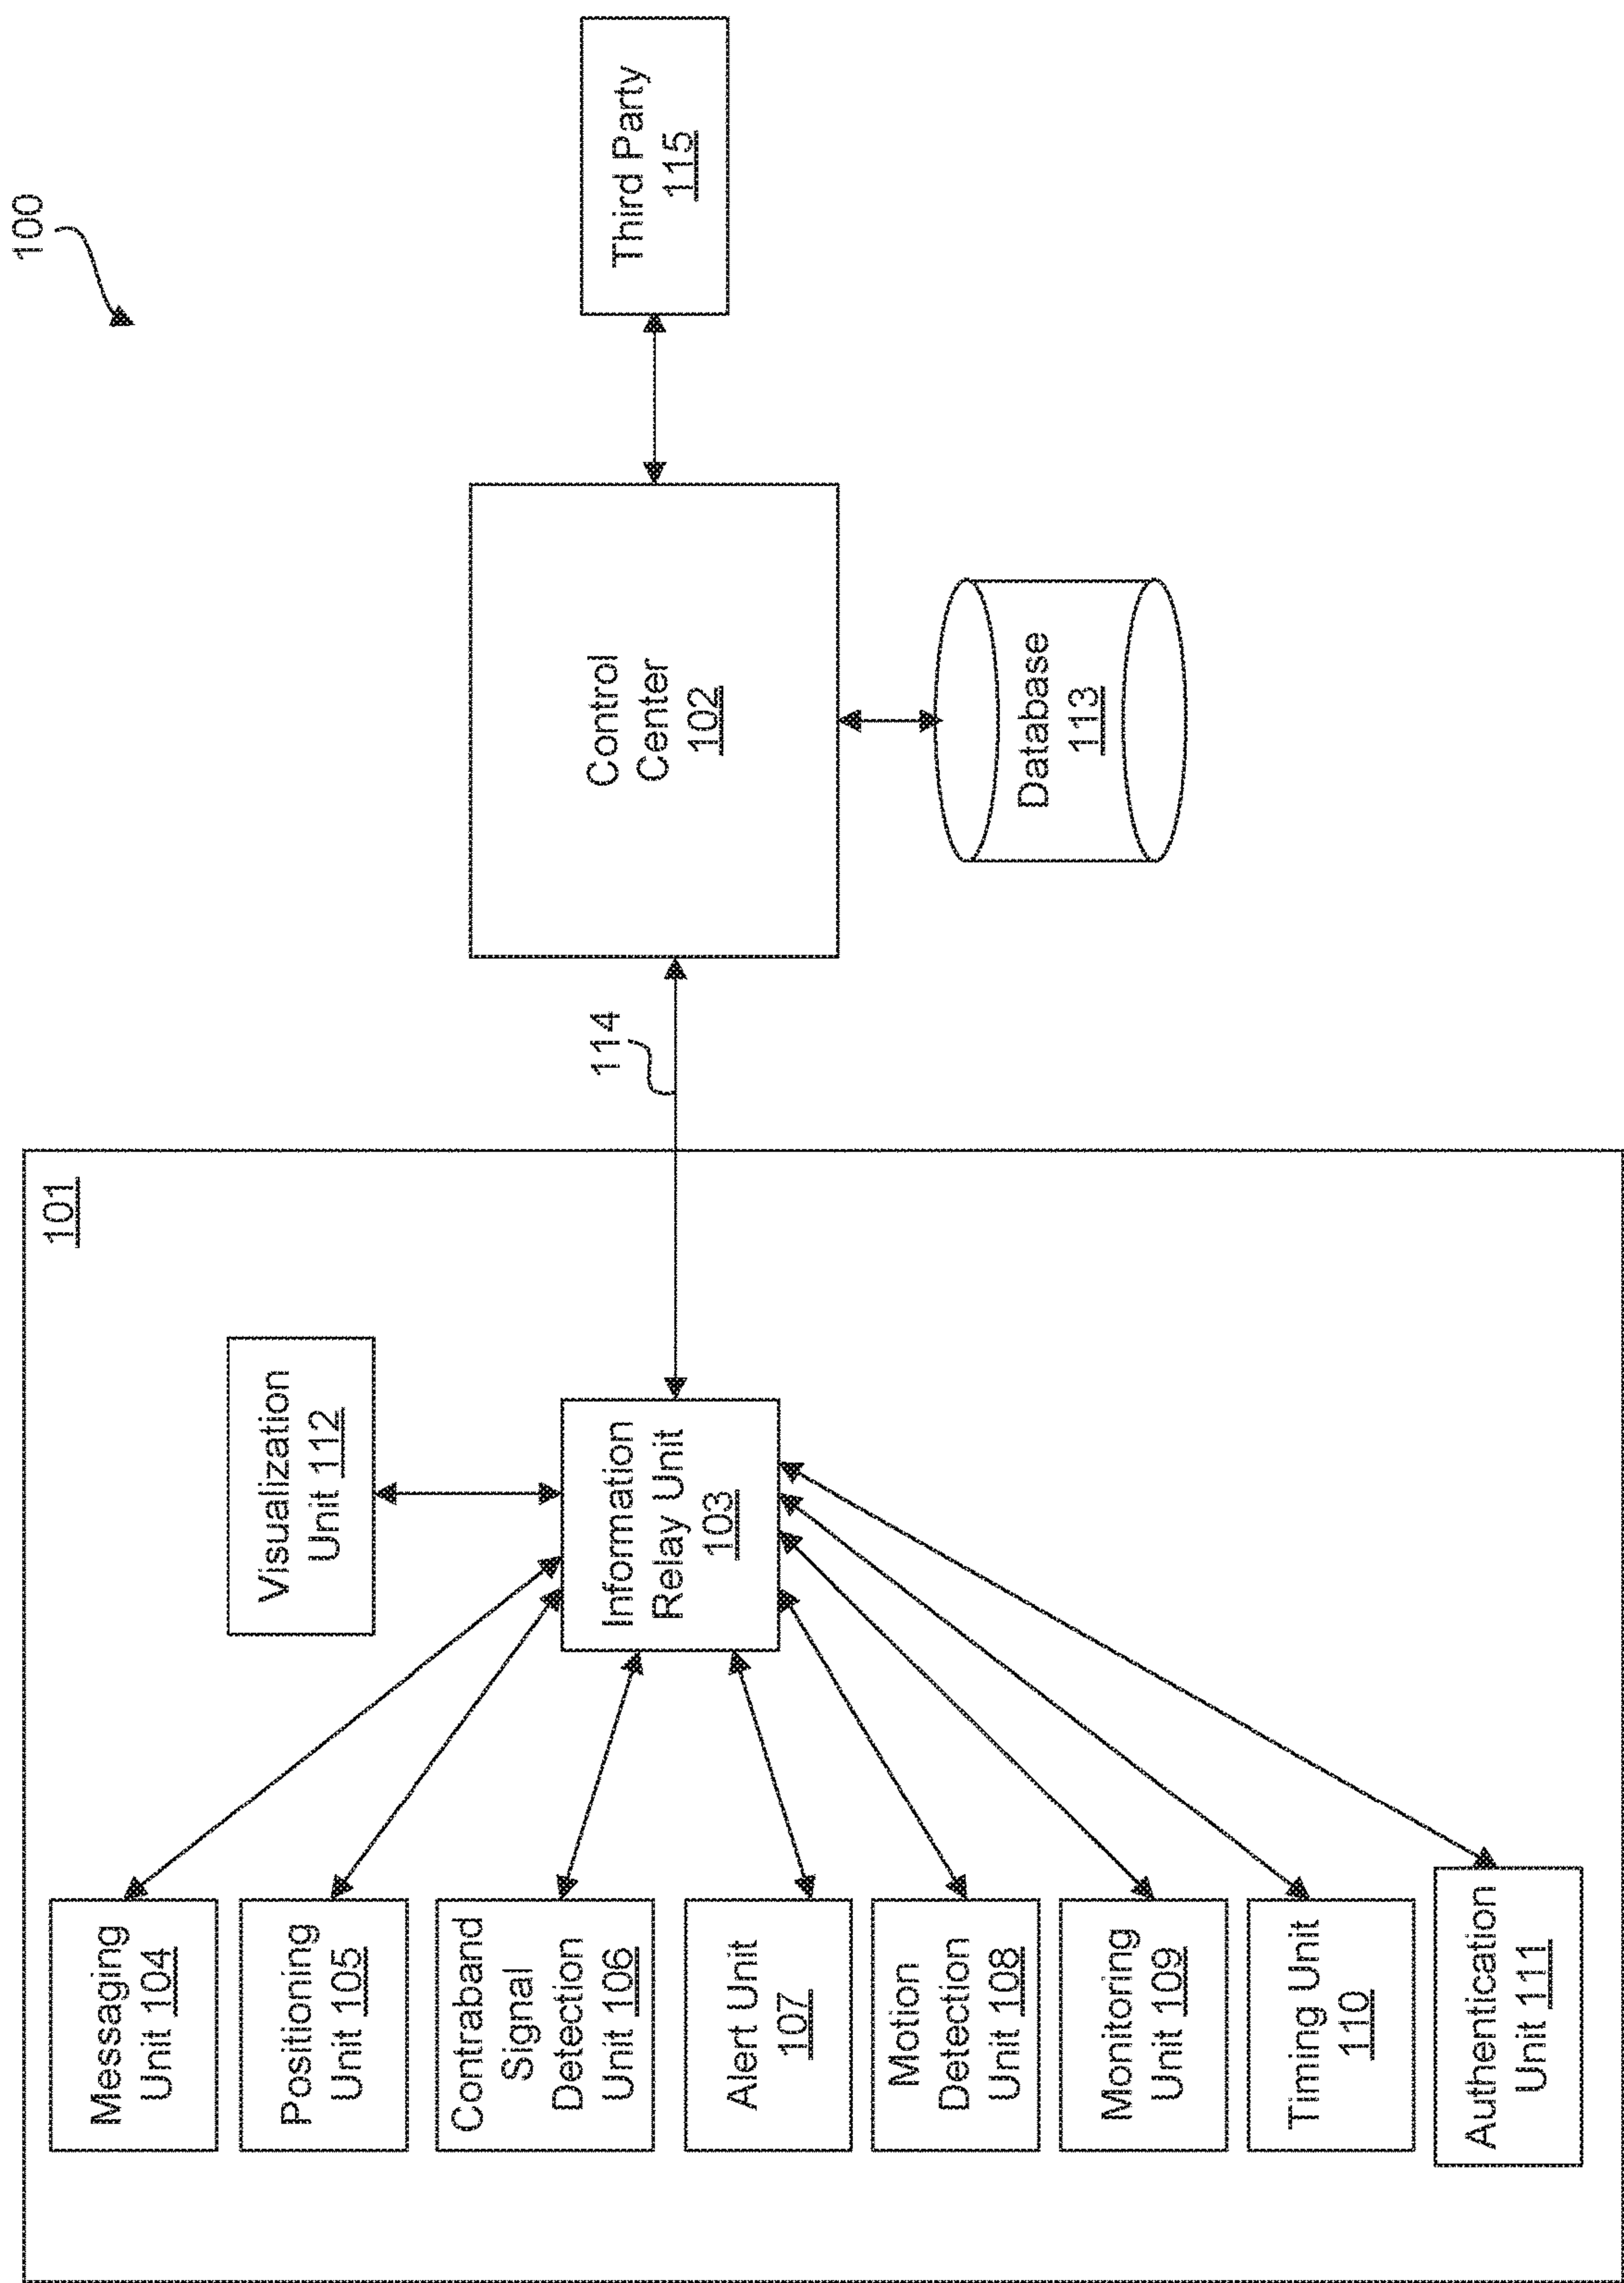 100
101
Messaging
Unit 104
Positioning
Unit 105
Contraband
Signal
Detection
Unit 106
Alert Unit
107
Motion
Detection
Unit 108
Monitoring
Unit 109
Timing Unit
110
Authentication
Unit 111
Visualization
Unit 112
Information
Relay Unit
103
114
Control
Center
102
Database
113
Third Party
115